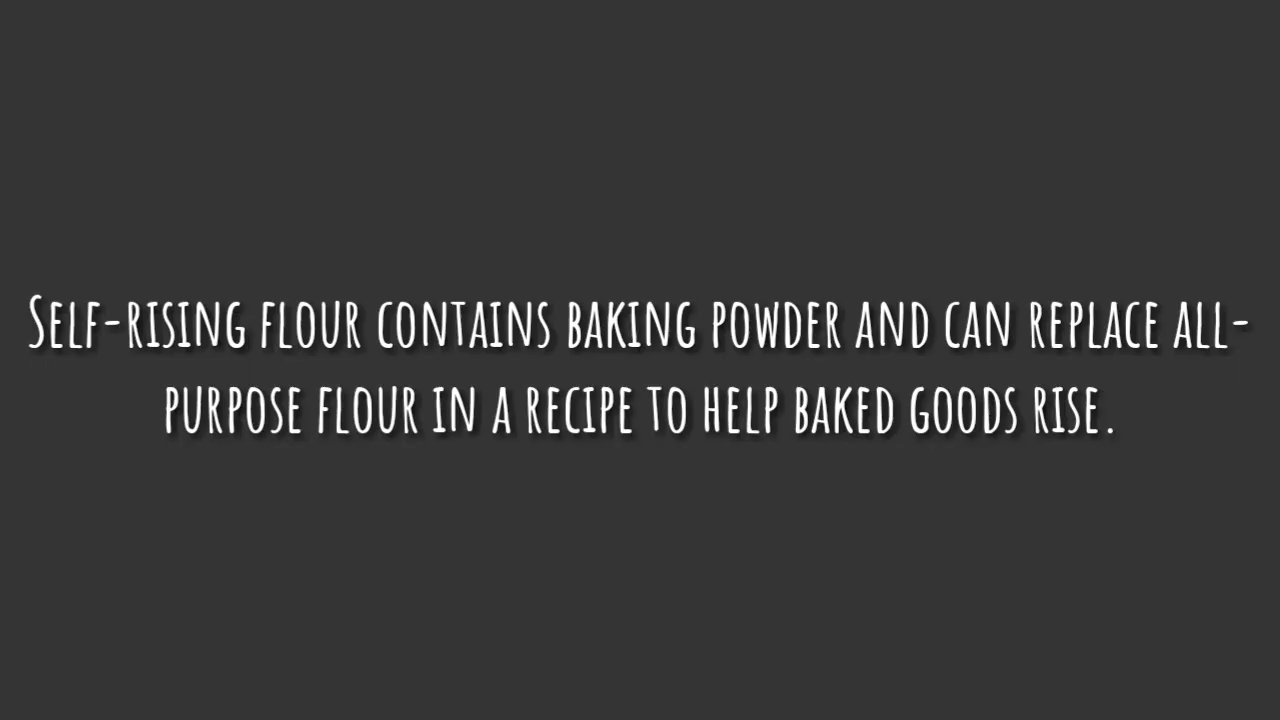 Self-rising flour contains baking powder and can replace all-
purpose flour in a recipe to help baked goods rise.